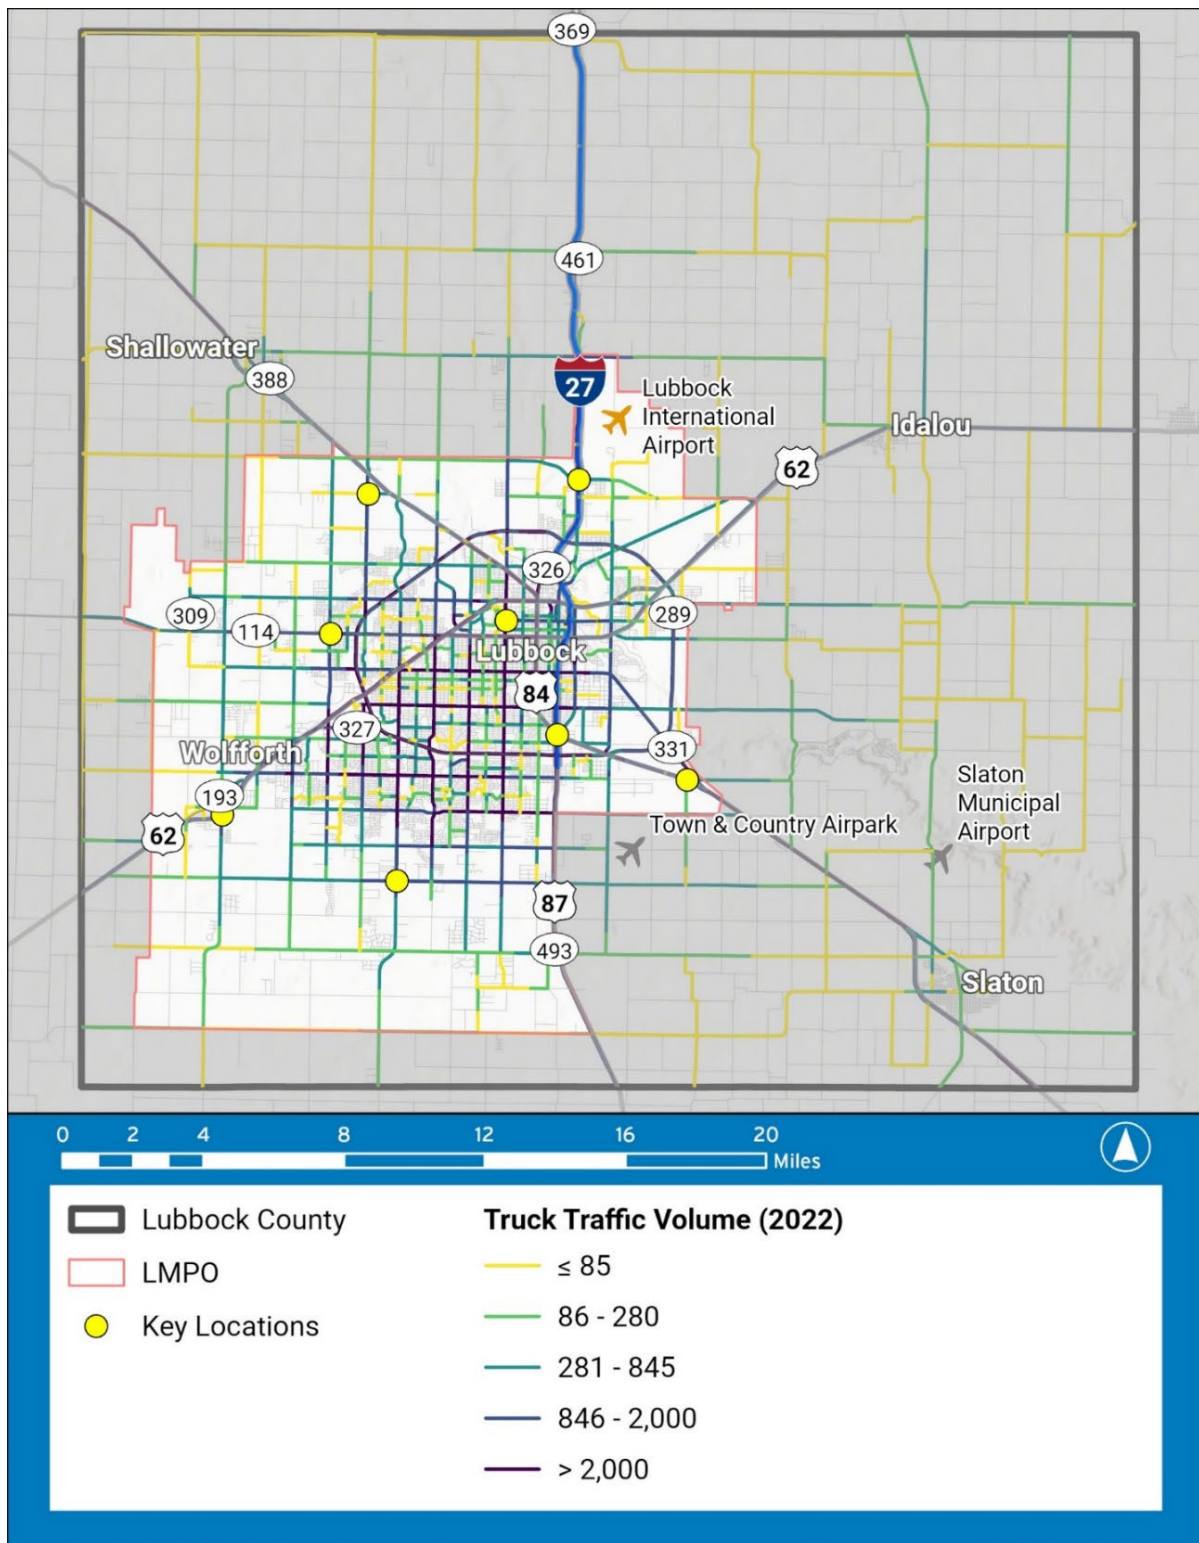 369
461
Shallowater
388
27
Lubbock
International
Airport
Idalou
62
326
309
114
289
Lubbock
84
327
331
Wolfforth
193
62
Slaton
Municipal
Airport
Town & Country Airpark
87
493
Slaton
0 2 4 8 12 16 20
Miles
Lubbock County
LMPO
Key Locations
Truck Traffic Volume (2022)
≤ 85
86 - 280
281 - 845
846 - 2,000
> 2,000